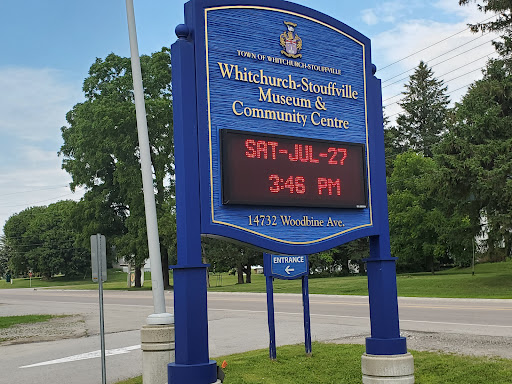 TOWN OF WHITCHURCH-STOUFFVILLE
Whitchurch-Stouffville
Museum &
Community Centre
SAT-JUL-27
3:46 PM
14732 Woodbine Ave.
ENTRANCE